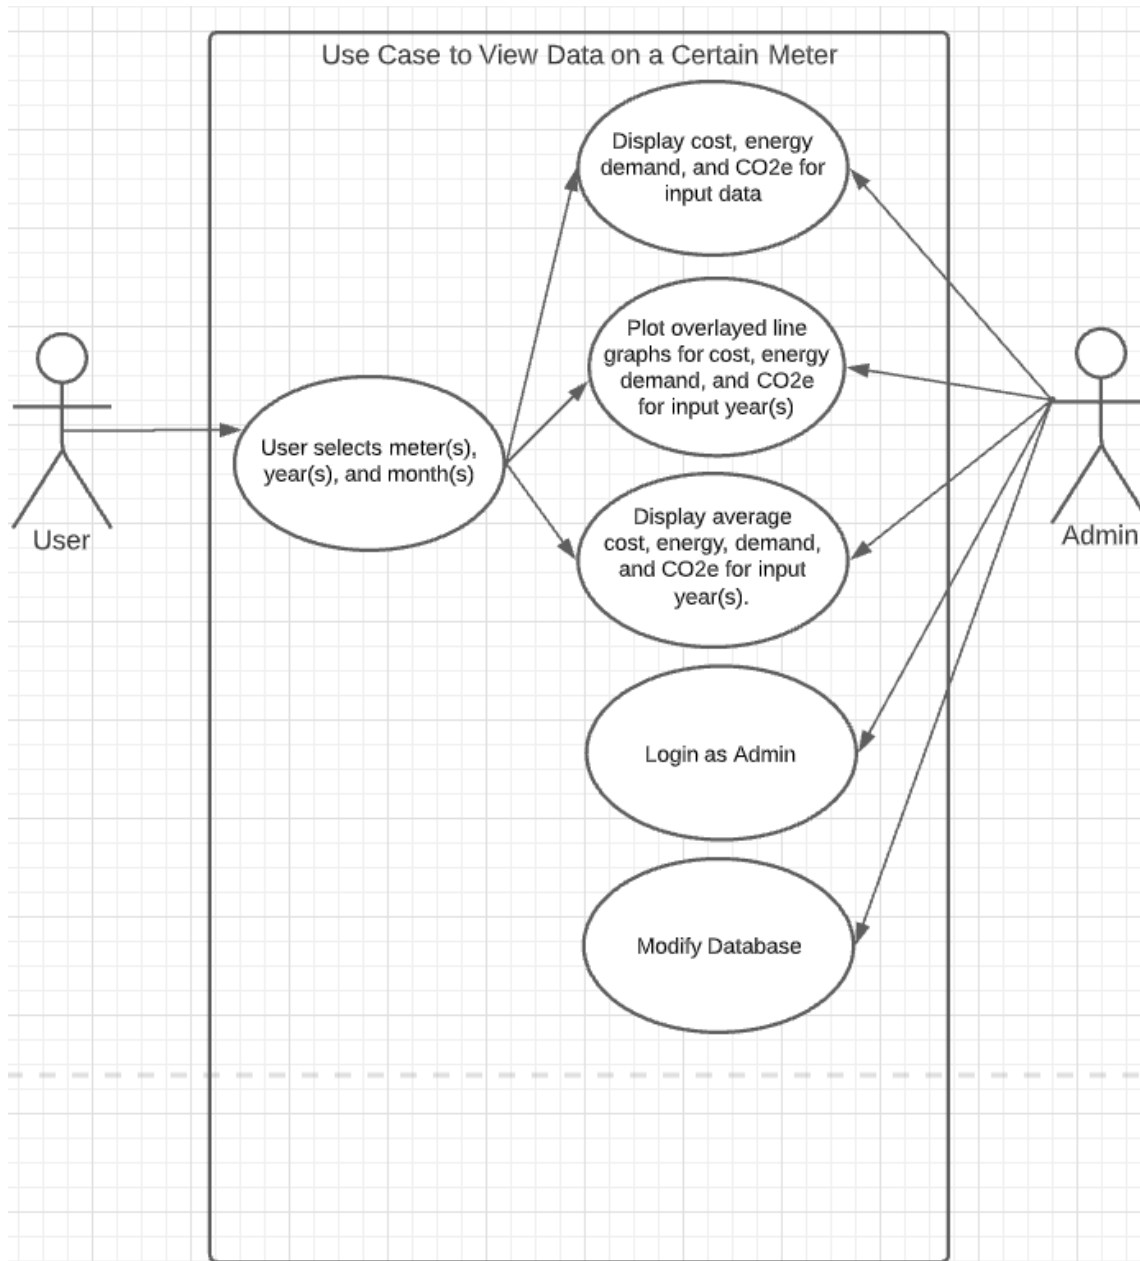 Use Case to View Data on a Certain Meter
Display cost, energy
demand, and CO2e for
input data
Plot overlayed line
graphs for cost, energy
demand, and CO2e
for input year(s)
User selects meter(s),
year(s), and month(s)
User
Admin
Display average
cost, energy, demand,
and CO2e for input
year(s).
Login as Admin
Modify Database